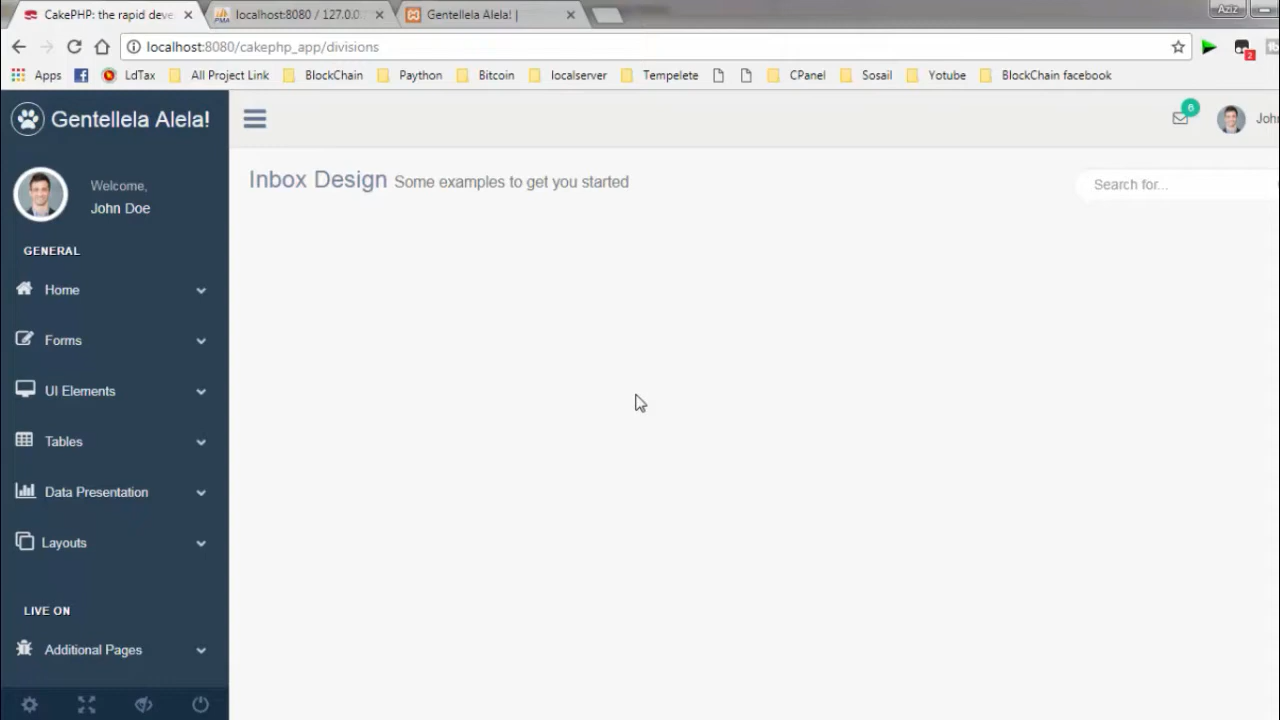 CakePHP: the rapid deve
localhost:8080 / 127.0.0.
Gentellela Alela! |
Aziz
localhost:8080/cakephp_app/divisions
2
Apps
LdTax
All Project Link
BlockChain
Paython
Bitcoin
localserver
Tempelete
CPanel
Sosail
Yotube
BlockChain facebook
Gentellela Alela!
6
John
Welcome,
John Doe
Inbox Design Some examples to get you started
Search for...
GENERAL
Home
Forms
UI Elements
Tables
Data Presentation
Layouts
LIVE ON
Additional Pages